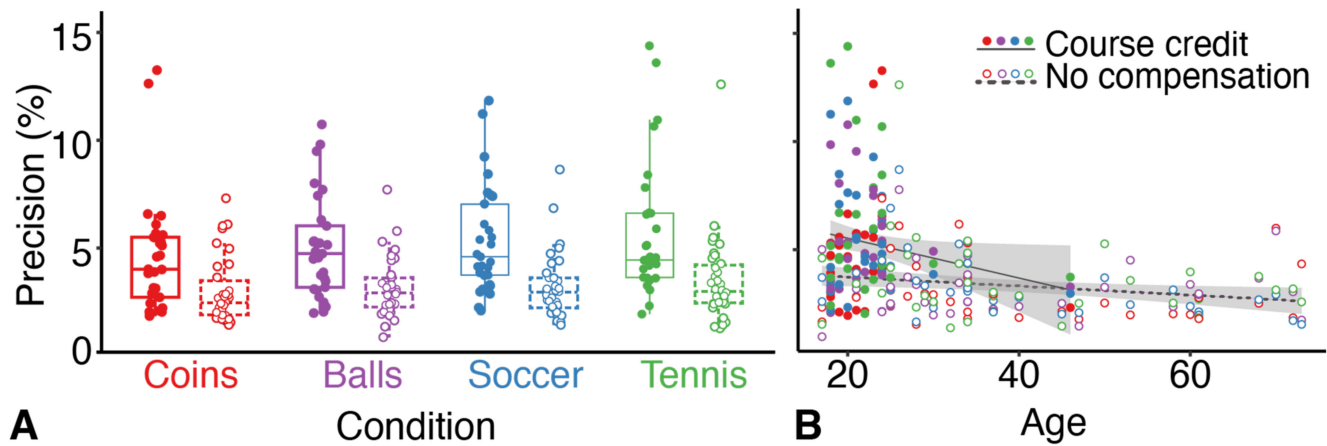 Precision (%)
15
10
5
0
Coins Balls Soccer Tennis
Condition
A
Course credit
No compensation
20 40 60
Age
B